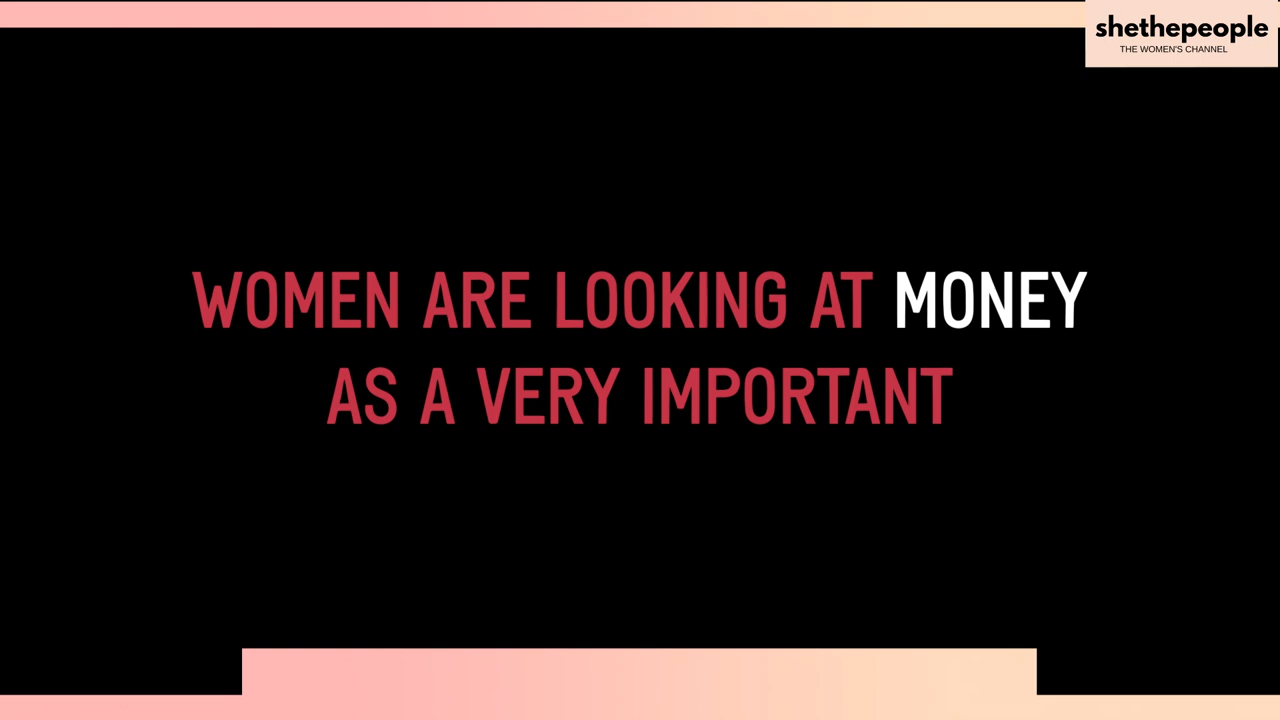 shethepeople
THE WOMEN'S CHANNEL
WOMEN ARE LOOKING AT MONEY
AS A VERY IMPORTANT